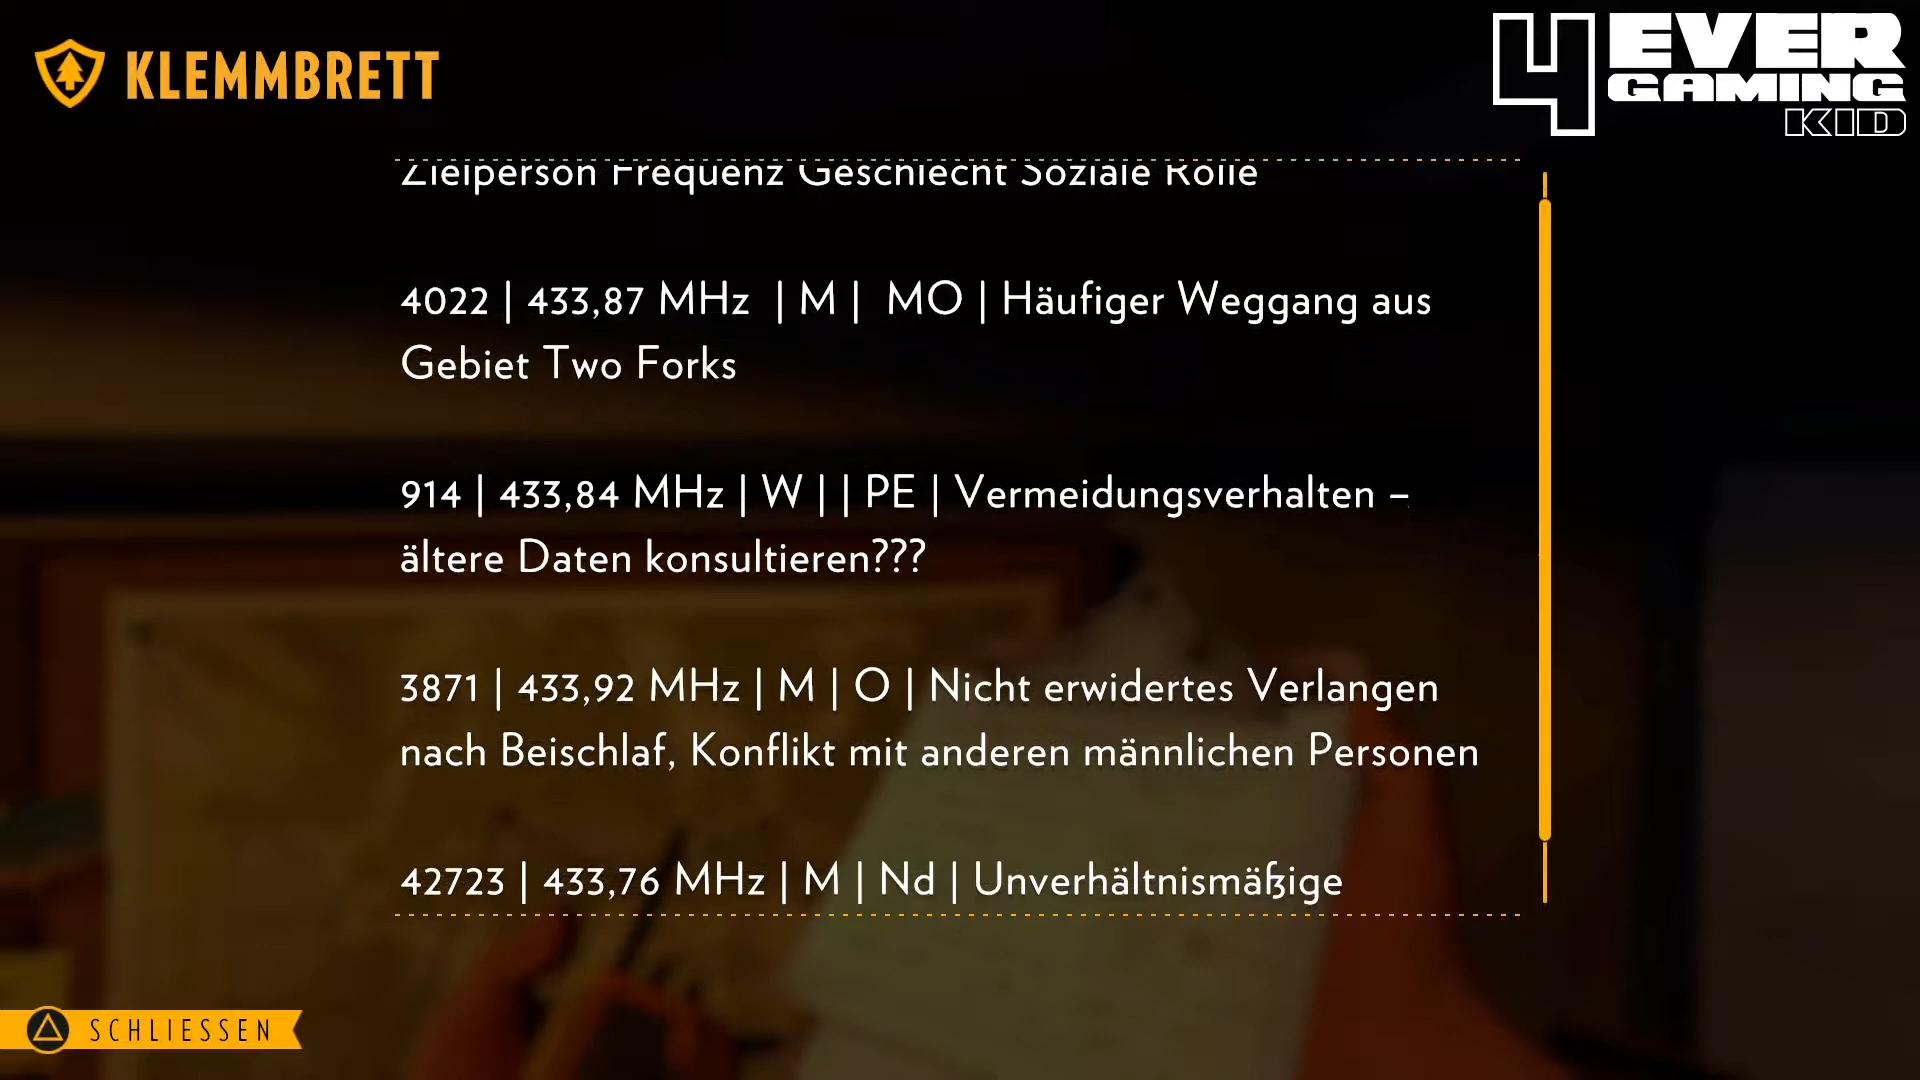 KLEMMBRETT
4EVER
GAMING
KID
Zielperson Frequenz Geschlecht Soziale Rolle
4022 | 433,87 MHz | M | MO | Häufiger Weggang aus
Gebiet Two Forks
914 | 433,84 MHz | W | | PE | Vermeidungsverhalten –
ältere Daten konsultieren???
3871 | 433,92 MHz | M | O | Nicht erwidertes Verlangen
nach Beischlaf, Konflikt mit anderen männlichen Personen
42723 | 433,76 MHz | M | Nd | Unverhältnismäßige
SCHLIESSEN